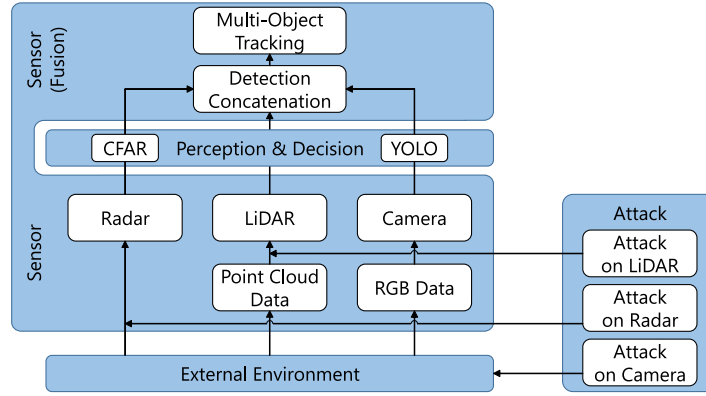 Sensor
(Fusion)
Multi-Object
Tracking
Detection
Concatenation
CFAR
Perception & Decision
YOLO
Sensor
Radar
LiDAR
Camera
Point Cloud
Data
RGB Data
External Environment
Attack
Attack
on LiDAR
Attack
on Radar
Attack
on Camera